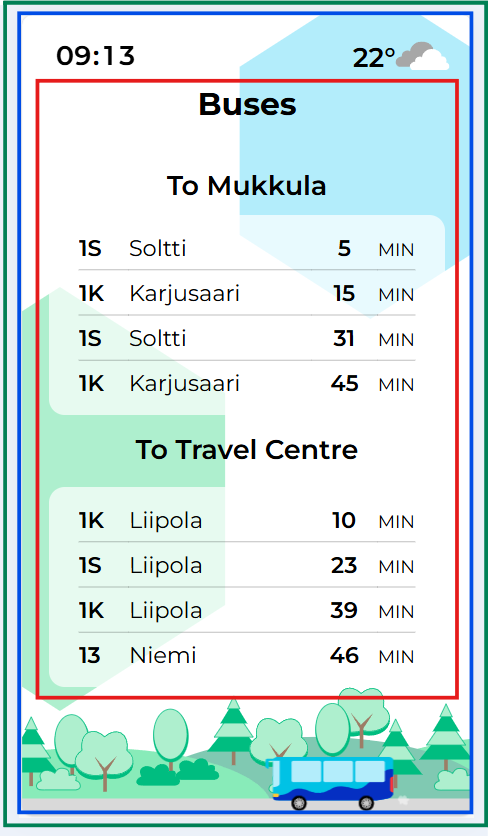 09:13 22°
Buses
To Mukkula
1S Soltti 5 MIN
1K Karjusaari 15 MIN
1S Soltti 31 MIN
1K Karjusaari 45 MIN
To Travel Centre
1K Liipola 10 MIN
1S Liipola 23 MIN
1K Liipola 39 MIN
13 Niemi 46 MIN